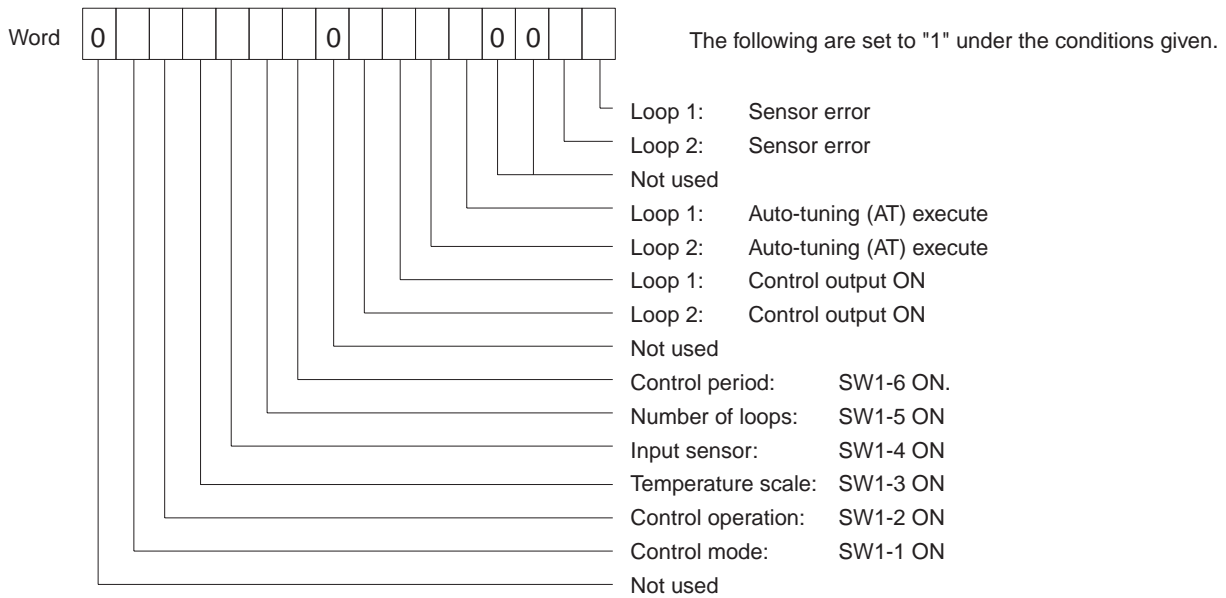 Word 0 0 0 0 The following are set to "1" under the conditions given.
Loop 1: Sensor error
Loop 2: Sensor error
Not used
Loop 1: Auto-tuning (AT) execute
Loop 2: Auto-tuning (AT) execute
Loop 1: Control output ON
Loop 2: Control output ON
Not used
Control period: SW1-6 ON.
Number of loops: SW1-5 ON
Input sensor: SW1-4 ON
Temperature scale: SW1-3 ON
Control operation: SW1-2 ON
Control mode: SW1-1 ON
Not used